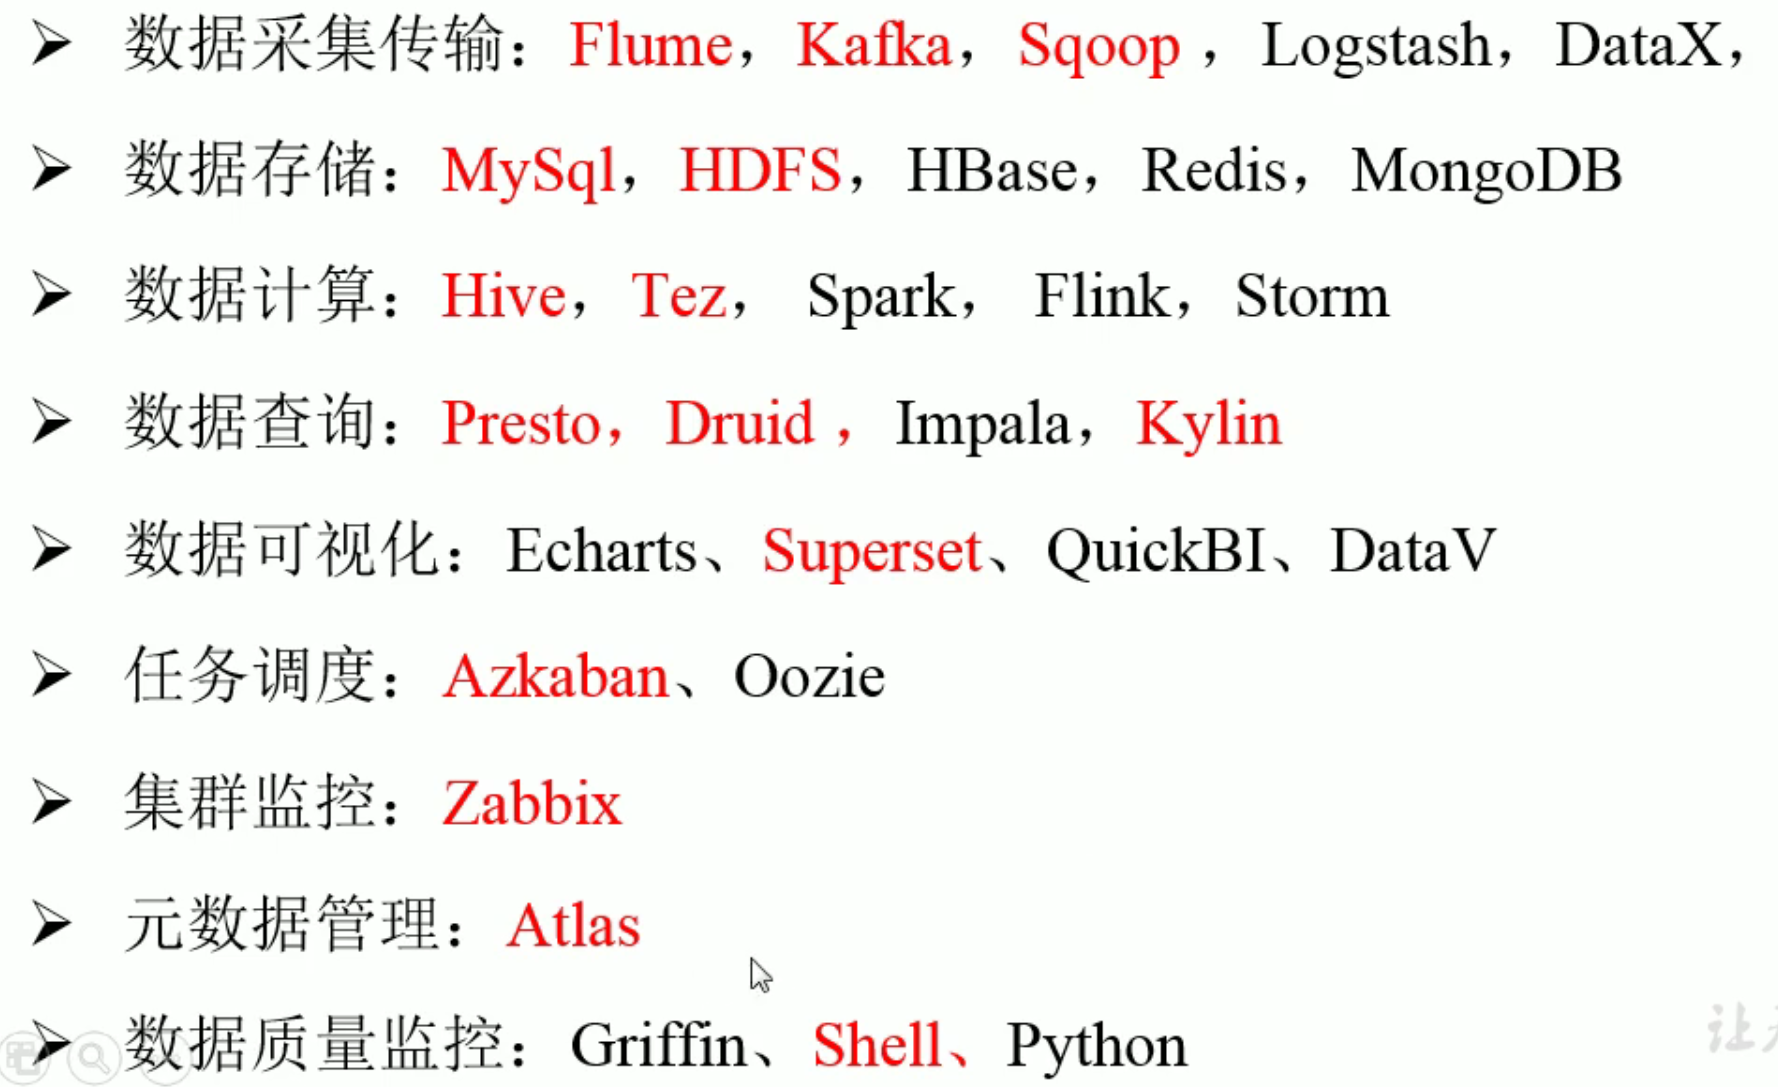 数据采集传输：Flume，Kafka，Sqoop ，Logstash，DataX，
数据存储：MySql，HDFS，HBase，Redis，MongoDB
数据计算：Hive，Tez， Spark， Flink，Storm
数据查询：Presto，Druid ，Impala，Kylin
数据可视化：Echarts、Superset、QuickBI、DataV
任务调度：Azkaban、Oozie
集群监控：Zabbix
元数据管理：Atlas
数据质量监控：Griffin、Shell、Python
让